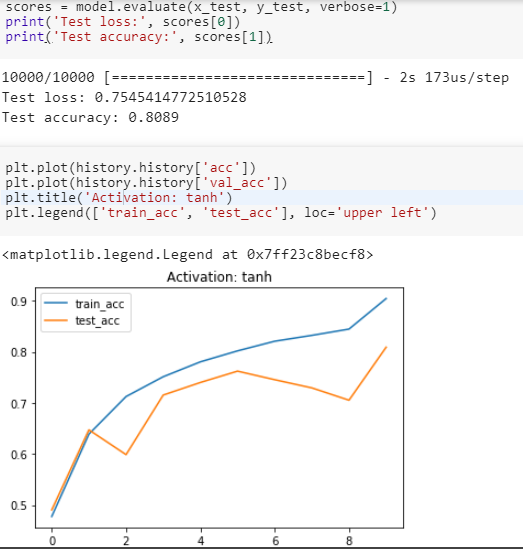 scores = model.evaluate(x_test, y_test, verbose=1)
print('Test loss:', scores[0])
print('Test accuracy:', scores[1])
10000/10000 [==============================] - 2s 173us/step
Test loss: 0.7545414772510528
Test accuracy: 0.8089
plt.plot(history.history['acc'])
plt.plot(history.history['val_acc'])
plt.title('Activation: tanh')
plt.legend(['train_acc', 'test_acc'], loc='upper left')
<matplotlib.legend.Legend at 0x7ff23c8becf8>
Activation: tanh
train_acc
test_acc
0.9
0.8
0.7
0.6
0.5
0 2 4 6 8